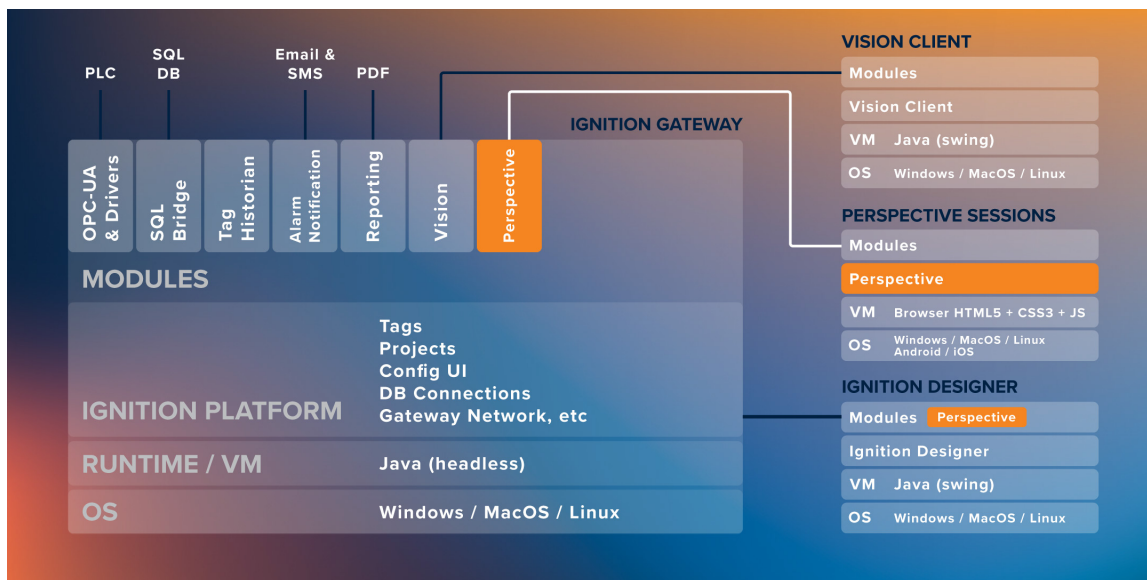 PLC
SQL
DB
Email &
SMS
PDF
IGNITION GATEWAY
OPC-UA
& Drivers
SQL
Bridge
Tag
Historian
Alarm
Notification
Reporting
Vision
Perspective
MODULES
IGNITION PLATFORM
Tags
Projects
Config UI
DB Connections
Gateway Network, etc
RUNTIME / VM
Java (headless)
OS
Windows / MacOS / Linux
VISION CLIENT
Modules
Vision Client
VM Java (swing)
OS Windows / MacOS / Linux
PERSPECTIVE SESSIONS
Modules
Perspective
VM Browser HTML5 + CSS3 + JS
OS Windows / MacOS / Linux
Android / iOS
IGNITION DESIGNER
Modules Perspective
Ignition Designer
VM Java (swing)
OS Windows / MacOS / Linux